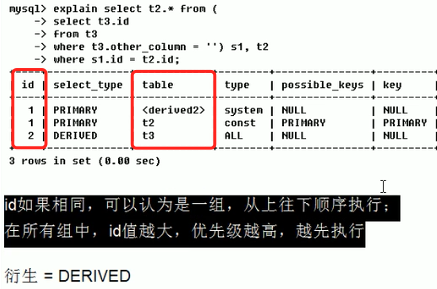 mysql> explain select t2.* from (
-> select t3.id
-> from t3
-> where t3.other_column = '') s1, t2
-> where s1.id = t2.id;
id | select_type | table | type | possible_keys | key
1 | PRIMARY | <derived2> | system | NULL | NULL
1 | PRIMARY | t2 | const | PRIMARY | PRIMARY
2 | DERIVED | t3 | ALL | NULL | NULL
3 rows in set (0.00 sec)
id如果相同，可以认为是一组，从上往下顺序执行；
在所有组中，id值越大，优先级越高，越先执行
衍生 = DERIVED